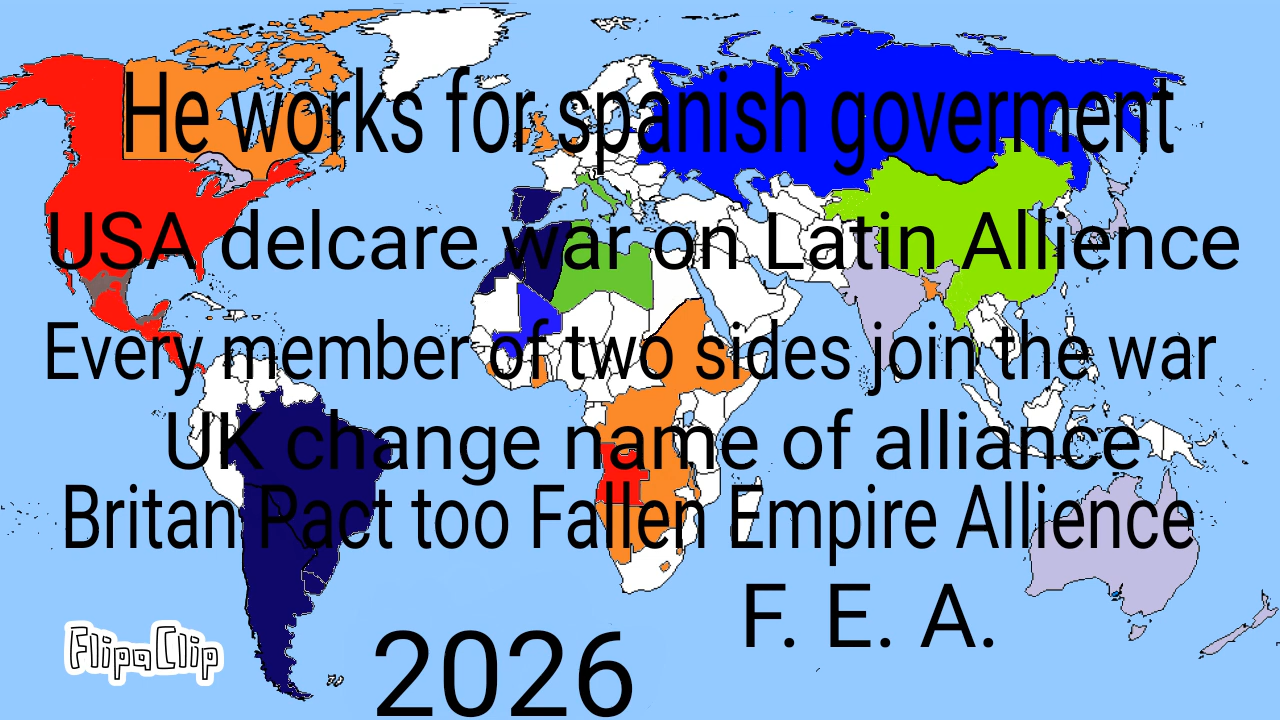 He works for spanish goverment
USA delcare war on Latin Allience
Every member of two sides join the war
UK change name of alliance
Britan Pact too Fallen Empire Allience
F. E. A.
2026
FlipaClip